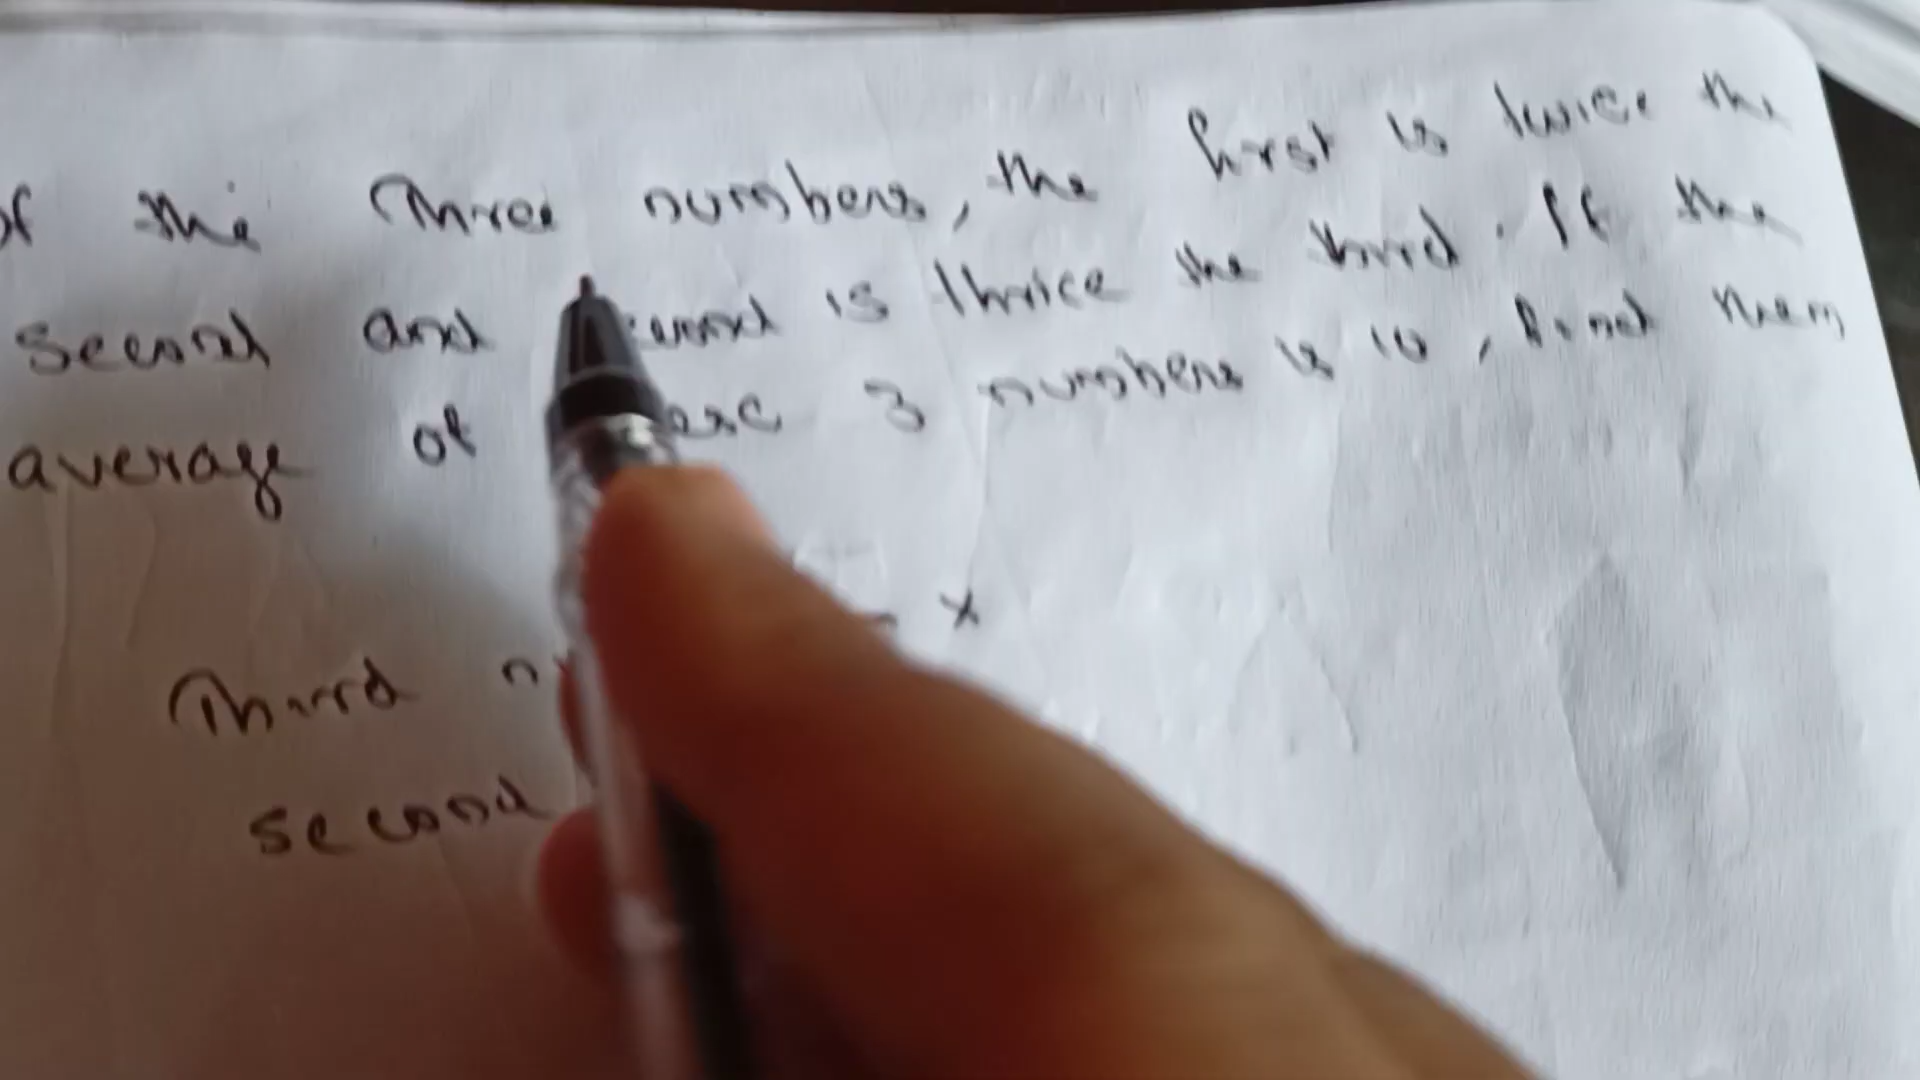 of the Three numbers, the first is twice the
second and second is thrice the third. If the
average of these 3 numbers is 10, find them
x
Third
second